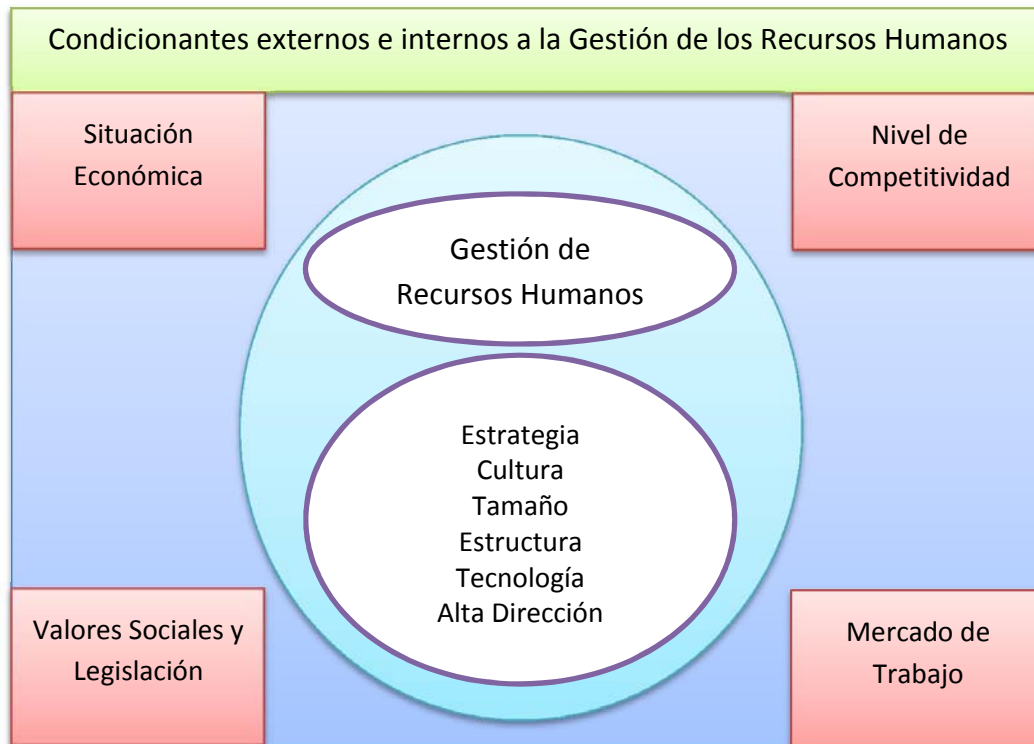 Condicionantes externos e internos a la Gestión de los Recursos Humanos
Situación
Económica
Nivel de
Competitividad
Gestión de
Recursos Humanos
Estrategia
Cultura
Tamaño
Estructura
Tecnología
Alta Dirección
Valores Sociales y
Legislación
Mercado de
Trabajo